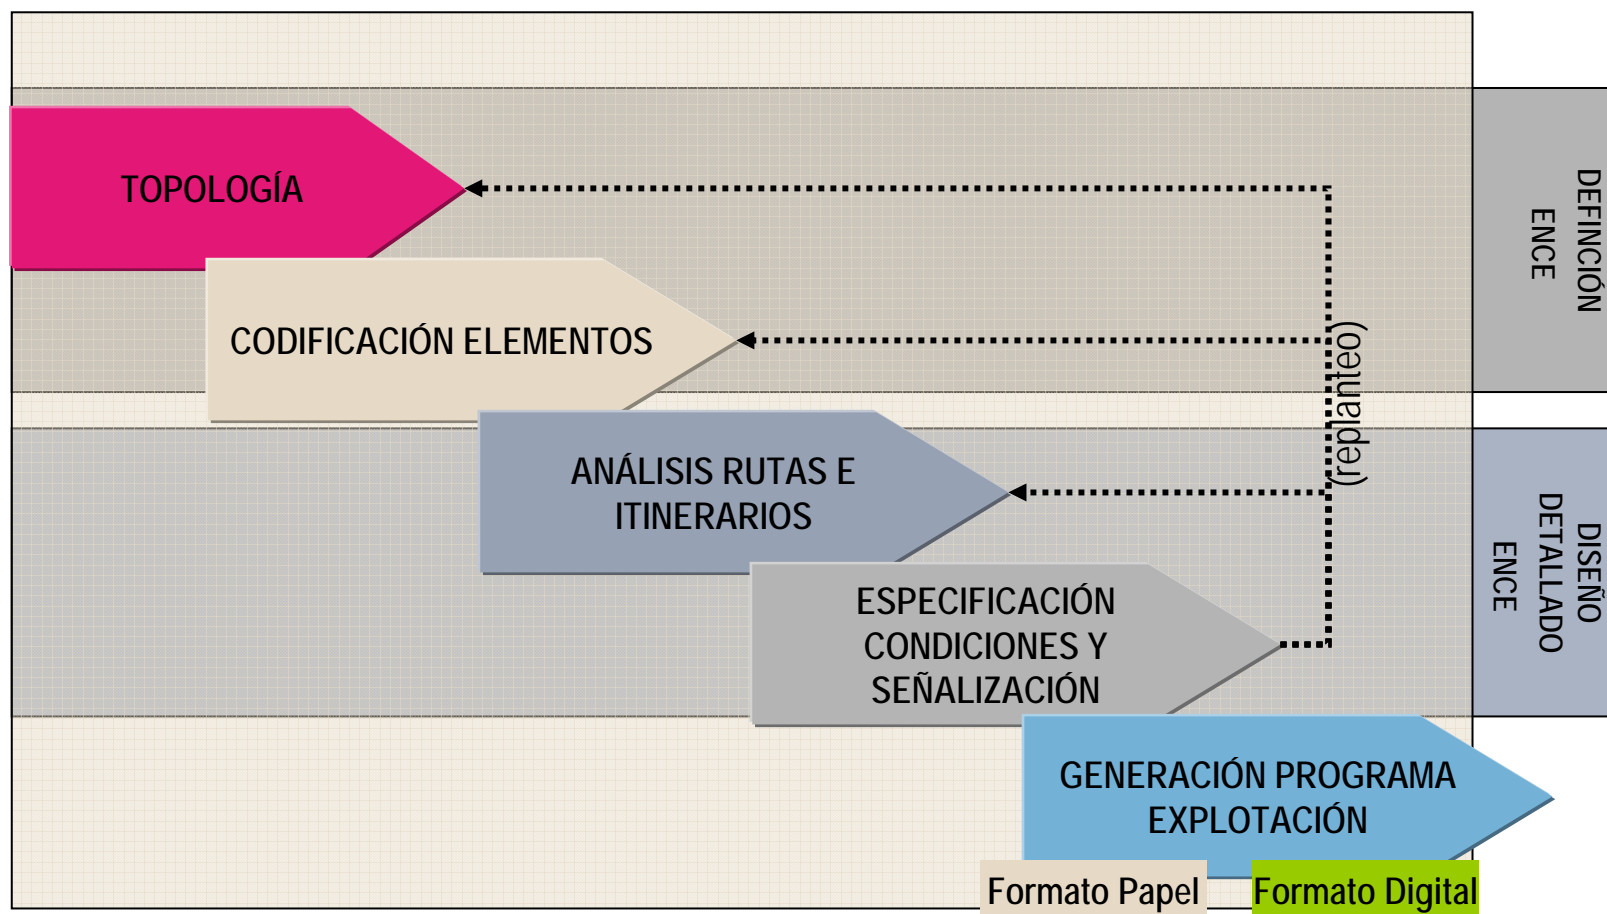 TOPOLOGÍA
CODIFICACIÓN ELEMENTOS
ANÁLISIS RUTAS E
ITINERARIOS
ESPECIFICACIÓN
CONDICIONES Y
SEÑALIZACIÓN
GENERACIÓN PROGRAMA
EXPLOTACIÓN
Formato Papel
Formato Digital
(replanteo)
DEFINCIÓN
ENCE
DISEÑO
DETALLADO
ENCE